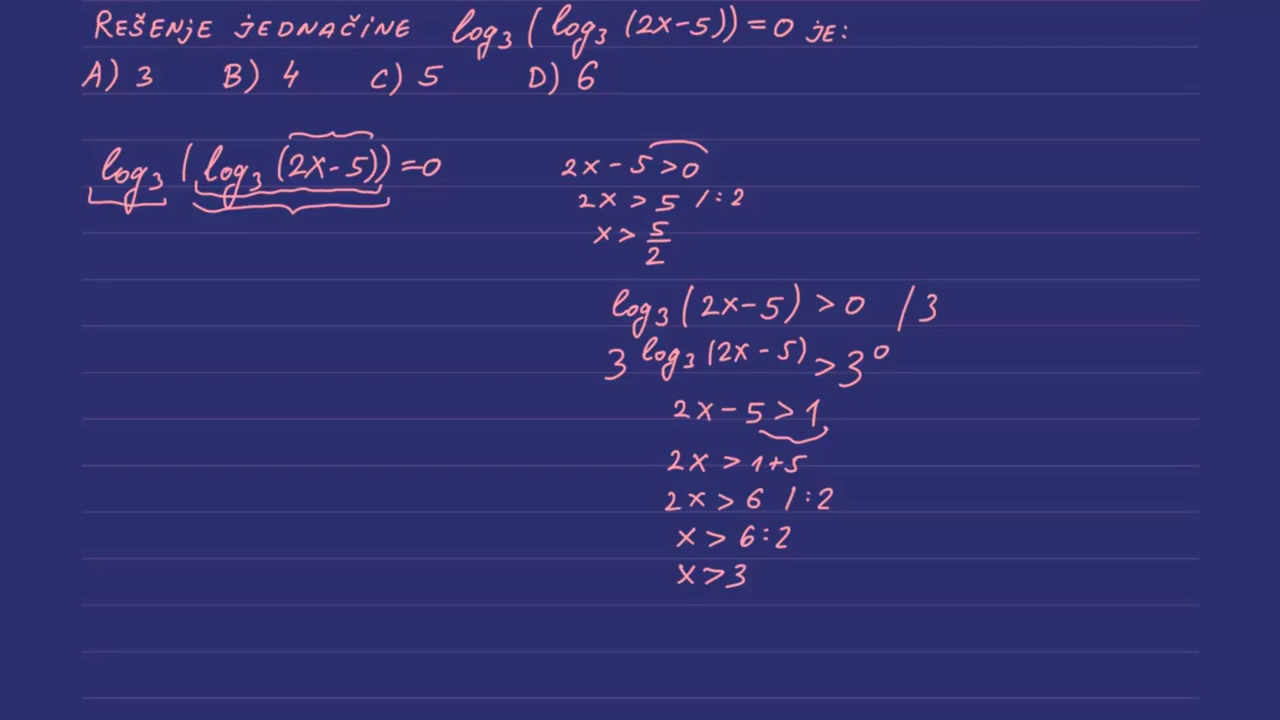 REŠENJE JEDNAČINE log₃(log₃(2x-5))=0 JE:
A) 3 B) 4 C) 5 D) 6
log₃(log₃(2x-5))=0
2x-5>0
2x>5 /:2
x>5/2
log₃(2x-5)>0 /3
3^log₃(2x-5)>3⁰
2x-5>1
2x>1+5
2x>6 /:2
x>6:2
x>3